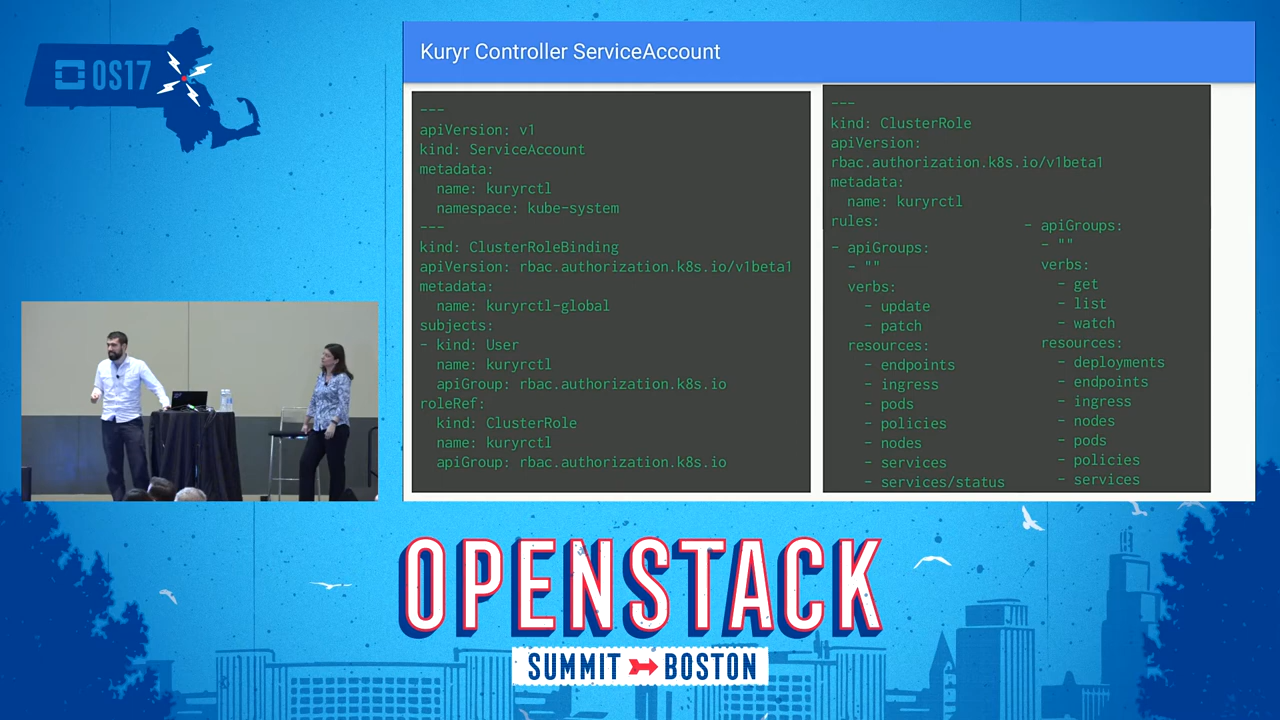 OS17
Kuryr Controller ServiceAccount
---
apiVersion: v1
kind: ServiceAccount
metadata:
  name: kuryrctl
  namespace: kube-system
---
kind: ClusterRoleBinding
apiVersion: rbac.authorization.k8s.io/v1beta1
metadata:
  name: kuryrctl-global
subjects:
- kind: User
  name: kuryrctl
  apiGroup: rbac.authorization.k8s.io
roleRef:
  kind: ClusterRole
  name: kuryrctl
  apiGroup: rbac.authorization.k8s.io
---
kind: ClusterRole
apiVersion:
rbac.authorization.k8s.io/v1beta1
metadata:
  name: kuryrctl
rules:
- apiGroups:
  - ""
  verbs:
    - update
    - patch
  resources:
    - endpoints
    - ingress
    - pods
    - policies
    - nodes
    - services
    - services/status
- apiGroups:
  - ""
  verbs:
    - get
    - list
    - watch
  resources:
    - deployments
    - endpoints
    - ingress
    - nodes
    - pods
    - policies
    - services
OPENSTACK
SUMMIT BOSTON